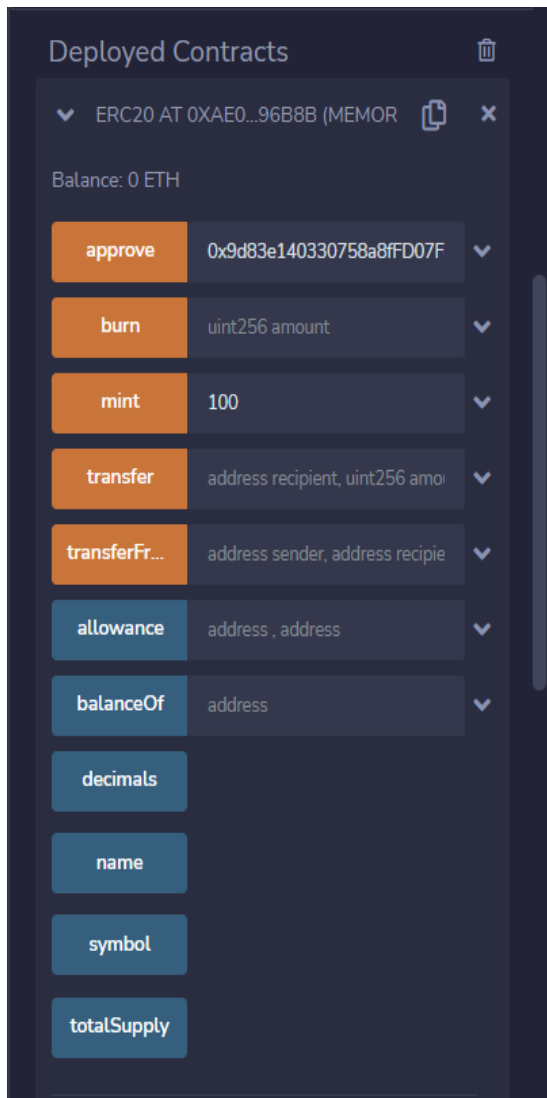 Deployed Contracts
ERC20 AT 0XAE0...96B8B (MEMOR
Balance: 0 ETH
approve 0x9d83e140330758a8fFD07F
burn uint256 amount
mint 100
transfer address recipient, uint256 amou
transferFr... address sender, address recipie
allowance address , address
balanceOf address
decimals
name
symbol
totalSupply